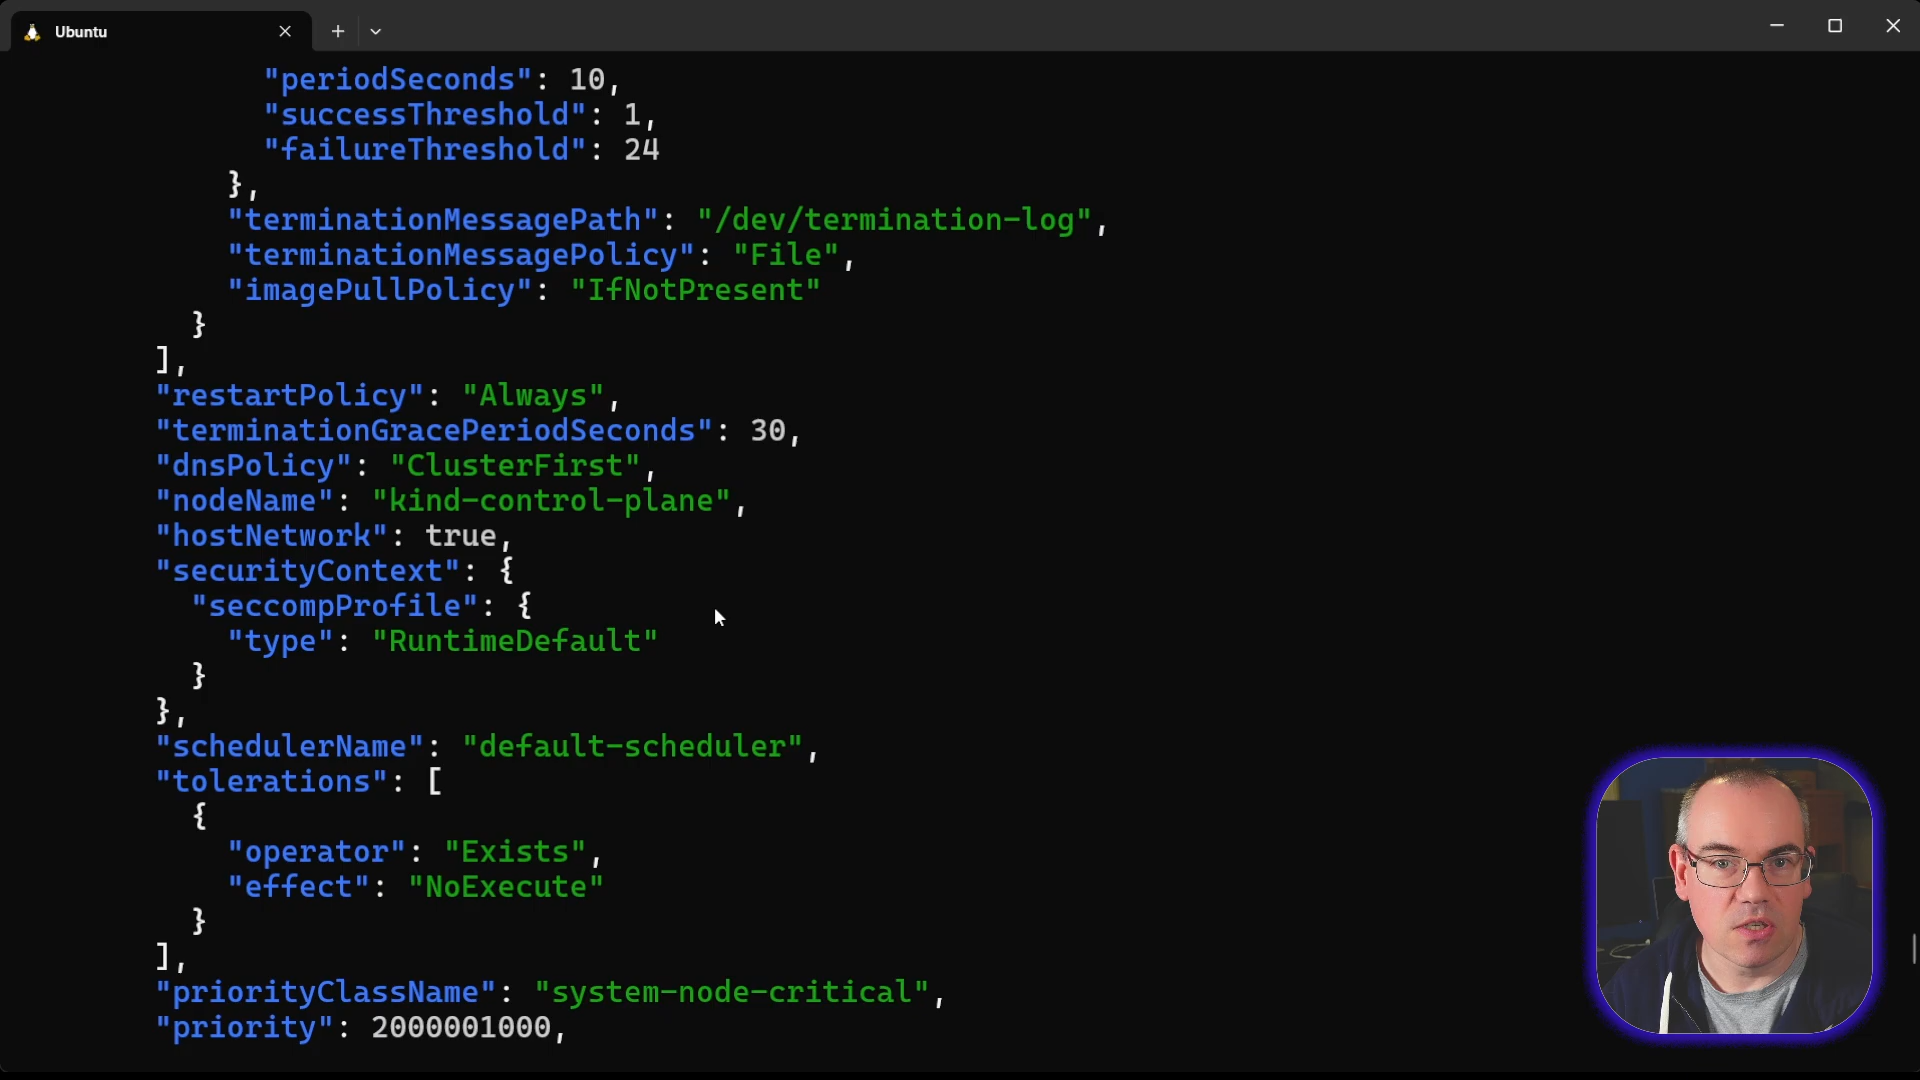 Ubuntu
"periodSeconds": 10,
"successThreshold": 1,
"failureThreshold": 24
},
"terminationMessagePath": "/dev/termination-log",
"terminationMessagePolicy": "File",
"imagePullPolicy": "IfNotPresent"
}
],
"restartPolicy": "Always",
"terminationGracePeriodSeconds": 30,
"dnsPolicy": "ClusterFirst",
"nodeName": "kind-control-plane",
"hostNetwork": true,
"securityContext": {
"seccompProfile": {
"type": "RuntimeDefault"
}
},
"schedulerName": "default-scheduler",
"tolerations": [
{
"operator": "Exists",
"effect": "NoExecute"
}
],
"priorityClassName": "system-node-critical",
"priority": 2000001000,